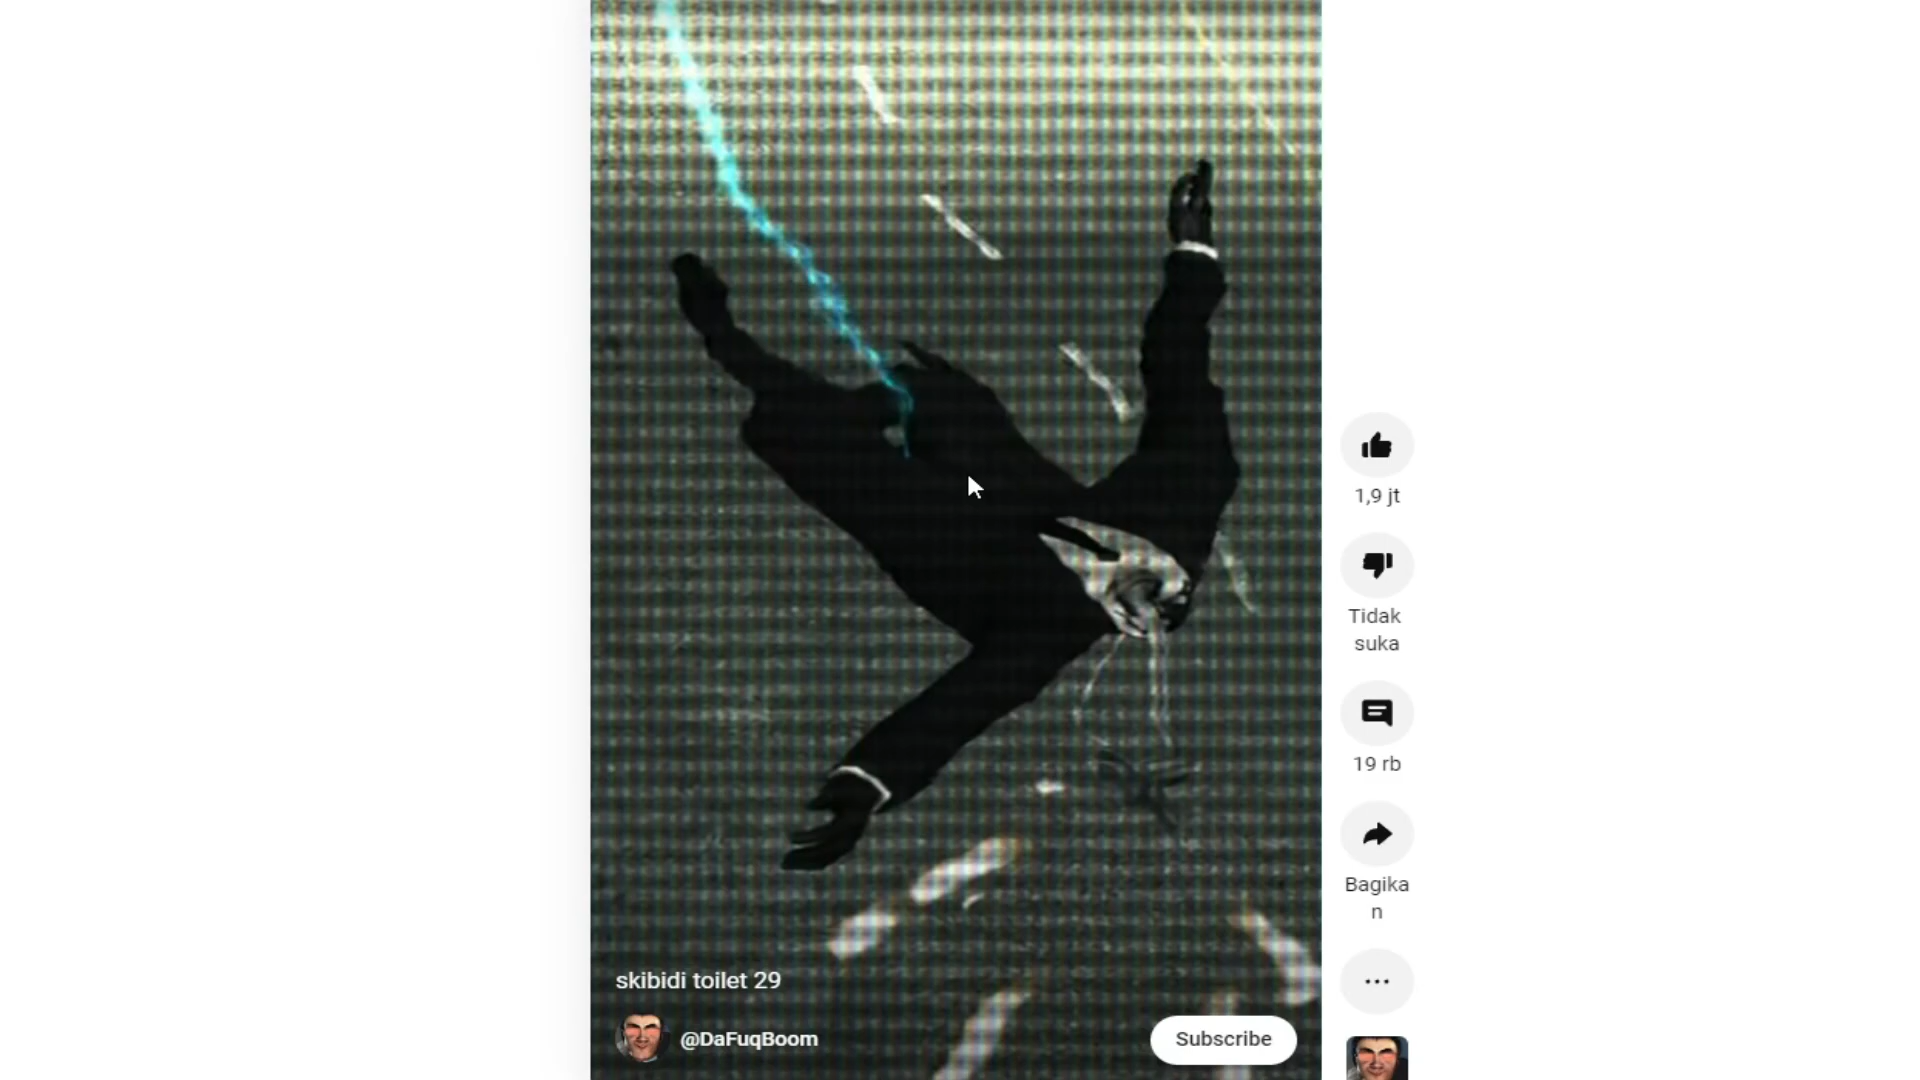 1,9 jt
Tidak
suka
19 rb
Bagika
n
skibidi toilet 29
@DaFuqBoom
Subscribe